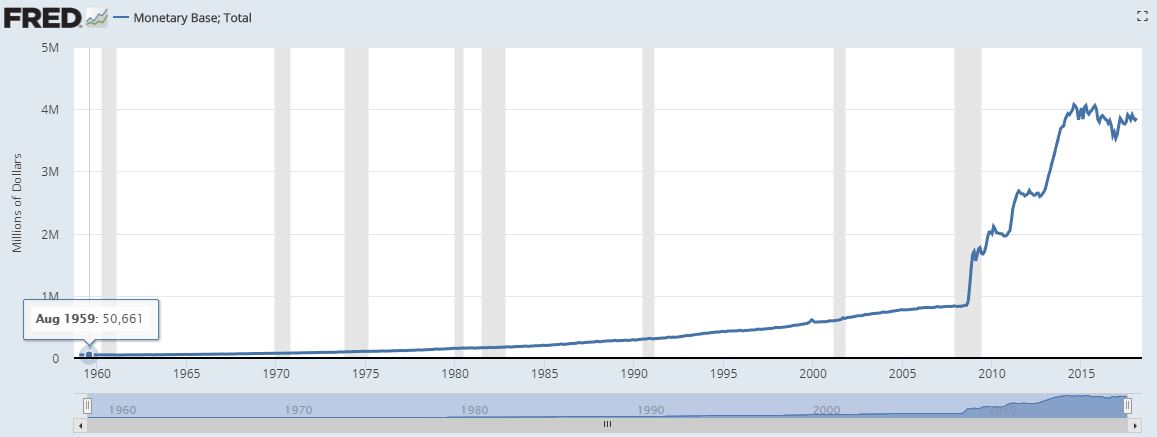 FRED
Monetary Base; Total
5M
4M
3M
2M
1M
0
Millions of Dollars
Aug 1959: 50,661
1960 1965 1970 1975 1980 1985 1990 1995 2000 2005 2010 2015
1960 1970 1980 1990 2000 2010